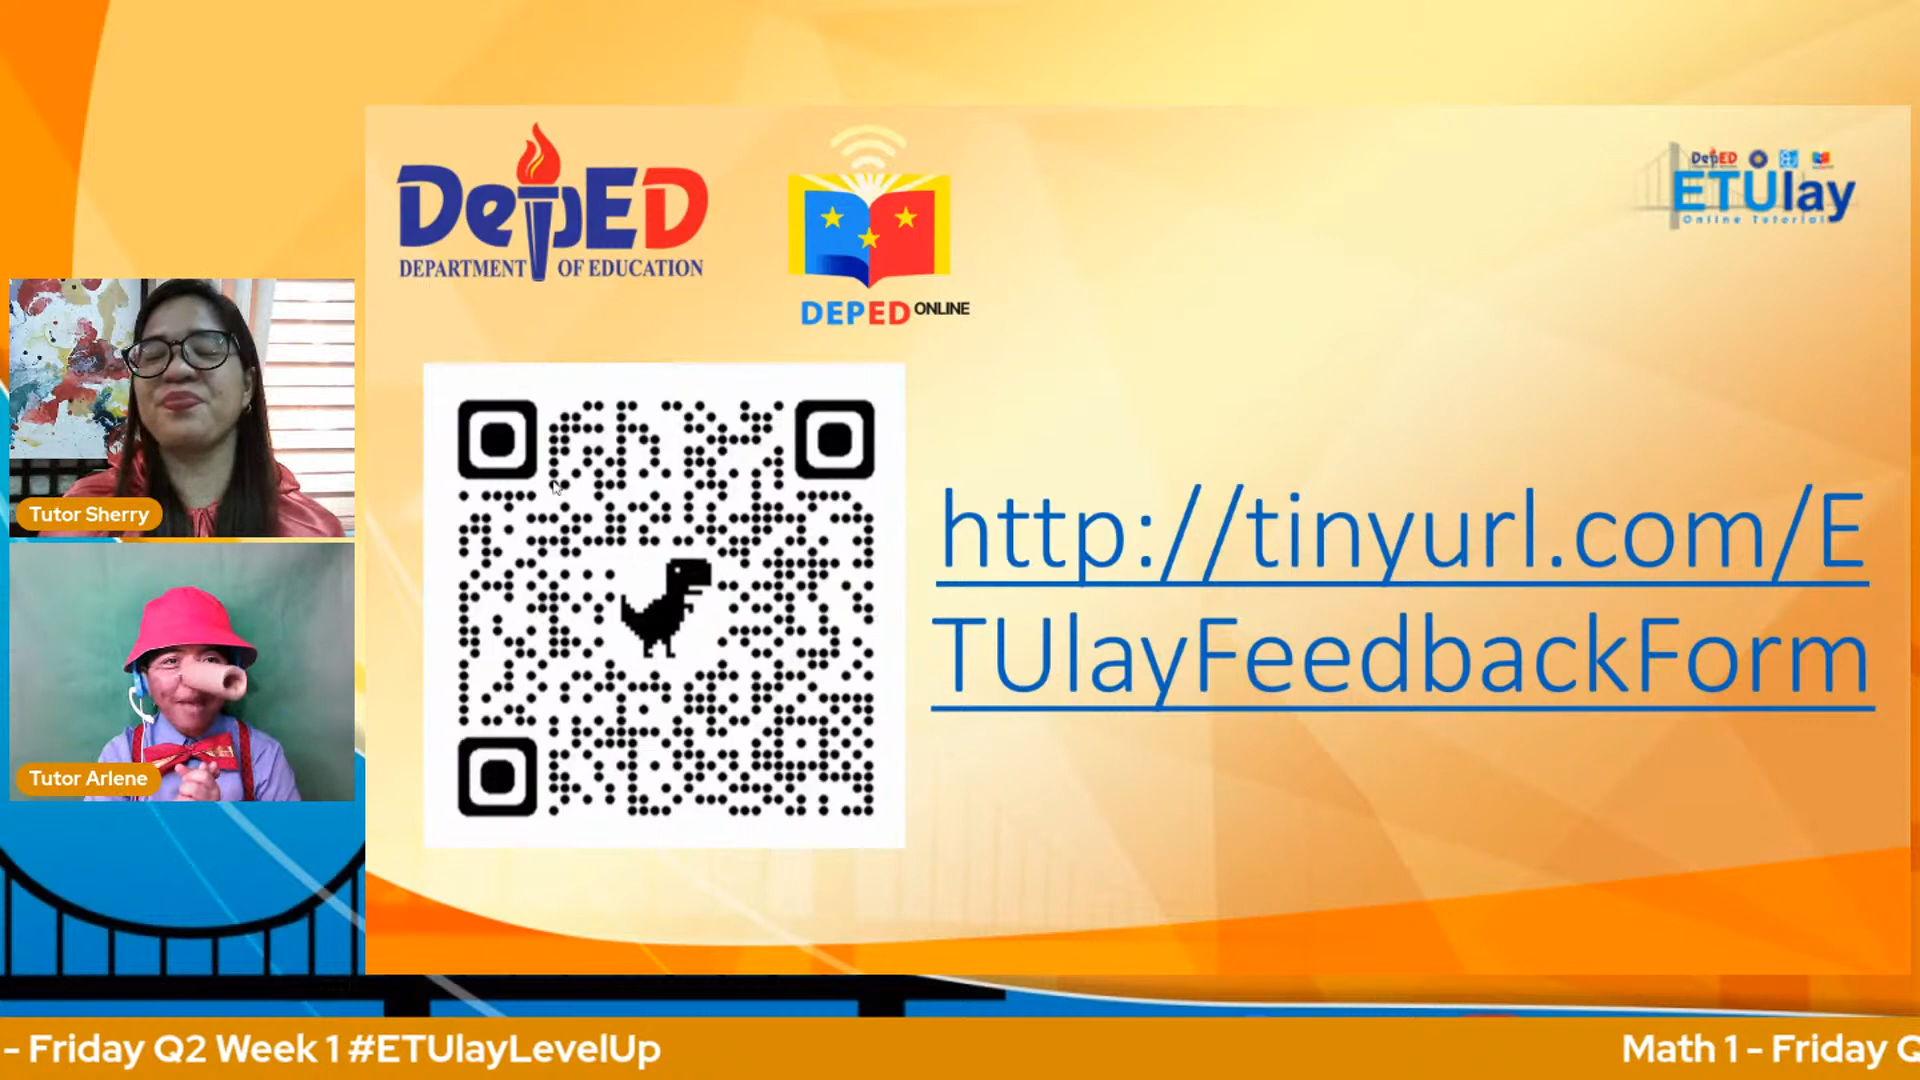 DepED
DEPARTMENT OF EDUCATION
DEPED ONLINE
DepED
ETUlay
Online Tutorial
http://tinyurl.com/E
TUlayFeedbackForm
Tutor Sherry
Tutor Arlene
- Friday Q2 Week 1 #ETUlayLevelUp
Math 1 - Friday Q